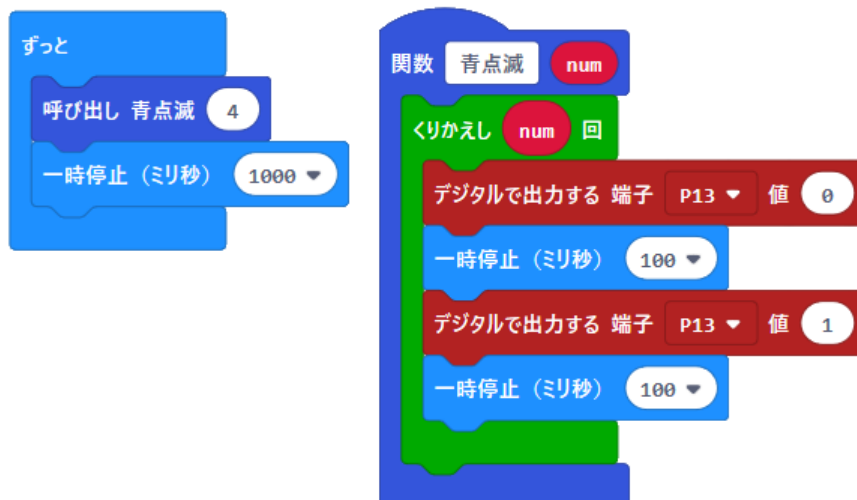 ずっと
呼び出し 青点滅 4
一時停止 (ミリ秒) 1000
関数 青点滅 num
くりかえし num 回
デジタルで出力する 端子 P13 値 0
一時停止 (ミリ秒) 100
デジタルで出力する 端子 P13 値 1
一時停止 (ミリ秒) 100